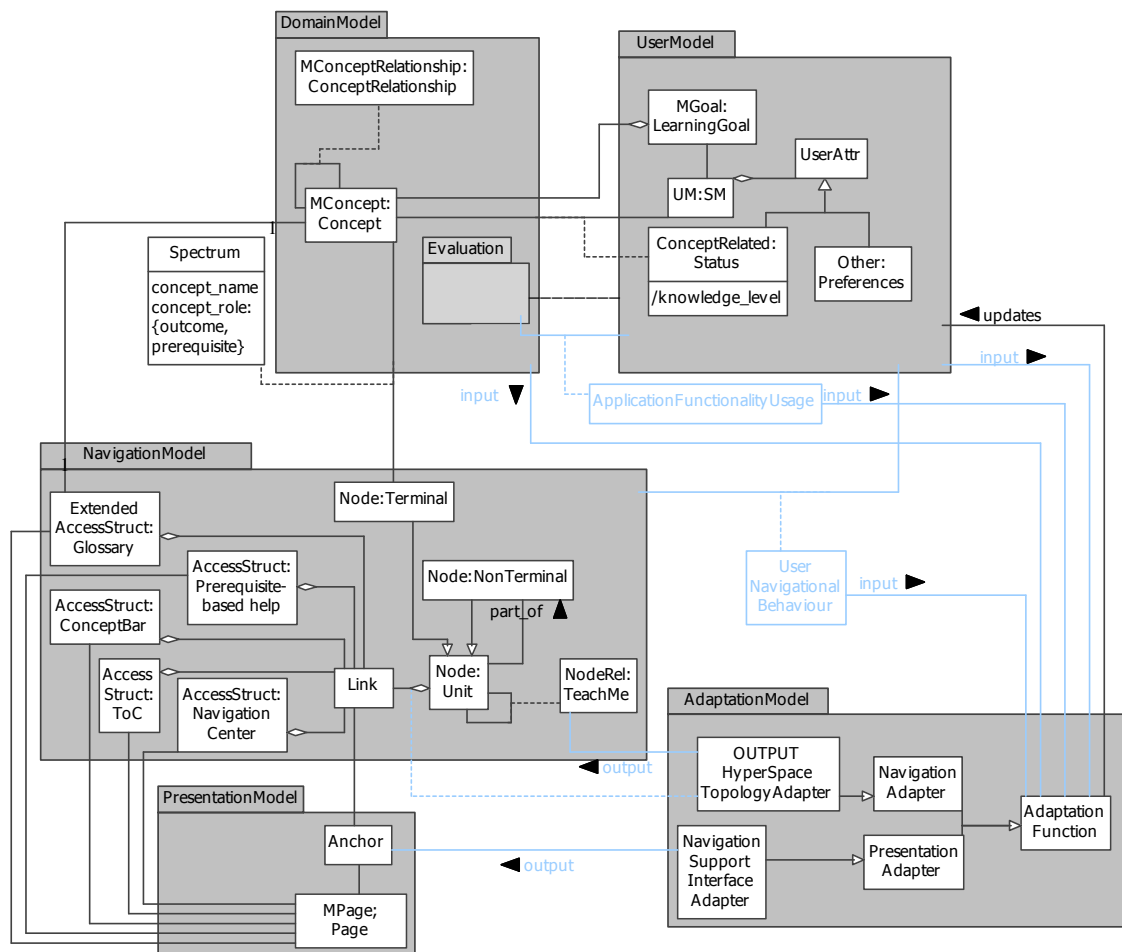 DomainModel
UserModel
MConceptRelationship:
ConceptRelationship
MGoal:
LearningGoal
UserAttr
UM:SM
MConcept:
Concept
1
Spectrum
concept_name
concept_role:
{outcome,
prerequisite}
Evaluation
ConceptRelated:
Status
/knowledge_level
Other:
Preferences
updates
input
input
ApplicationFunctionalityUsage
input
NavigationModel
1
Extended
AccessStruct:
Glossary
Node:Terminal
AccessStruct:
Prerequisite-
based help
Node:NonTerminal
part_of
User
Navigational
Behaviour
input
AccessStruct:
ConceptBar
Access
Struct:
ToC
AccessStruct:
Navigation
Center
Link
Node:
Unit
NodeRel:
TeachMe
output
AdaptationModel
OUTPUT
HyperSpace
TopologyAdapter
Navigation
Adapter
Adaptation
Function
Navigation
Support
Interface
Adapter
Presentation
Adapter
PresentationModel
Anchor
output
MPage;
Page